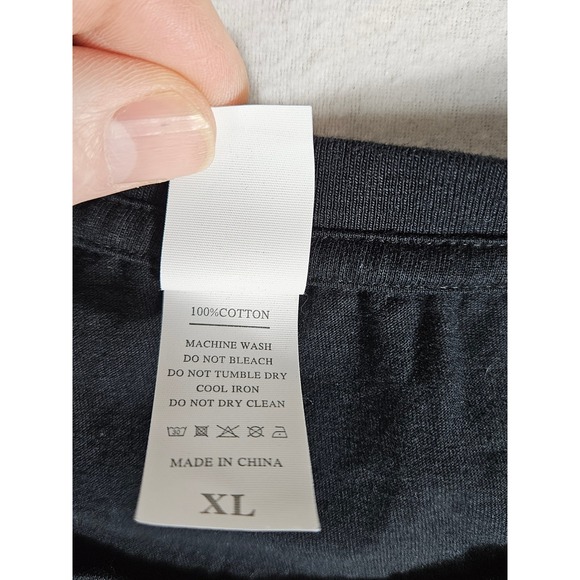 100%COTTON
MACHINE WASH
DO NOT BLEACH
DO NOT TUMBLE DRY
COOL IRON
DO NOT DRY CLEAN
MADE IN CHINA
XL